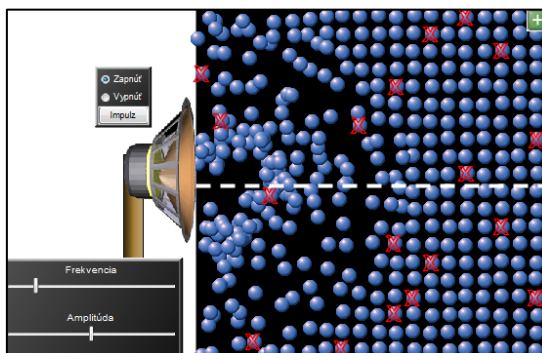 Zapnúť
Vypnúť
Impulz
Frekvencia
Amplitúda